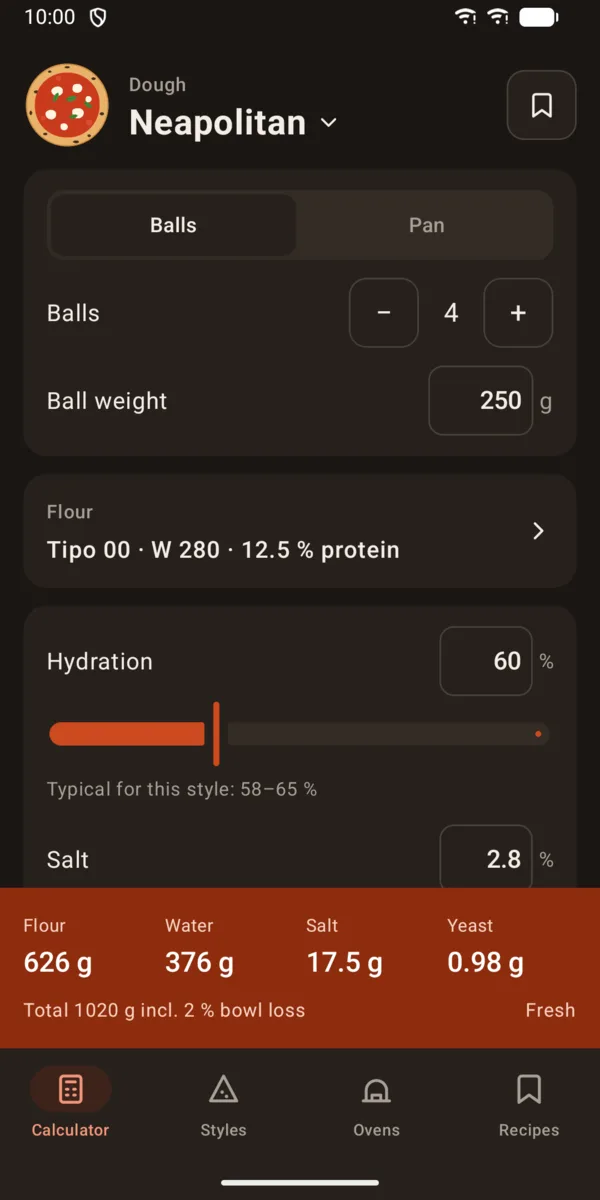 10:00
Dough
Neapolitan
Balls Pan
Balls − 4 +
Ball weight 250 g
Flour
Tipo 00 · W 280 · 12.5 % protein
Hydration 60 %
Typical for this style: 58–65 %
Salt 2.8 %
Flour Water Salt Yeast
626 g 376 g 17.5 g 0.98 g
Total 1020 g incl. 2 % bowl loss Fresh
Calculator Styles Ovens Recipes